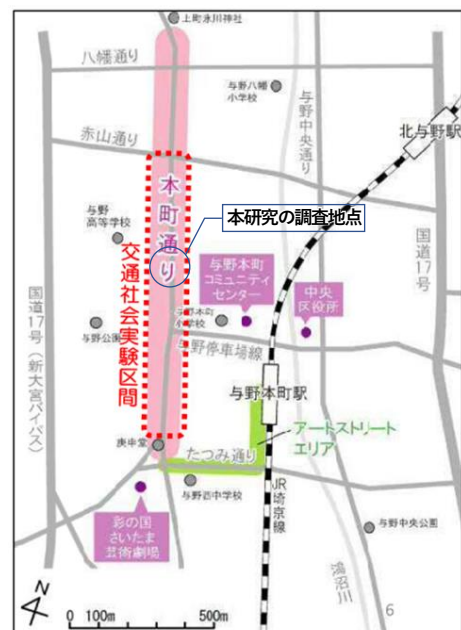 上町氷川神社
八幡通り
与野八幡
小学校
与野中央通り
北与野駅
赤山通り
本町通り
本研究の調査地点
与野
高等学校
交通社会実験区間
国道17号(新大宮バイパス)
国道17号
与野本町
コミュニティ
センター
中央
区役所
与野本町
小学校
与野公園
与野停車場線
与野本町駅
アートストリート
エリア
庚申堂
たつみ通り
JR埼京線
与野西中学校
彩の国
さいたま
芸術劇場
与野中央公園
鴻沼川
N
0 100m 500m
6